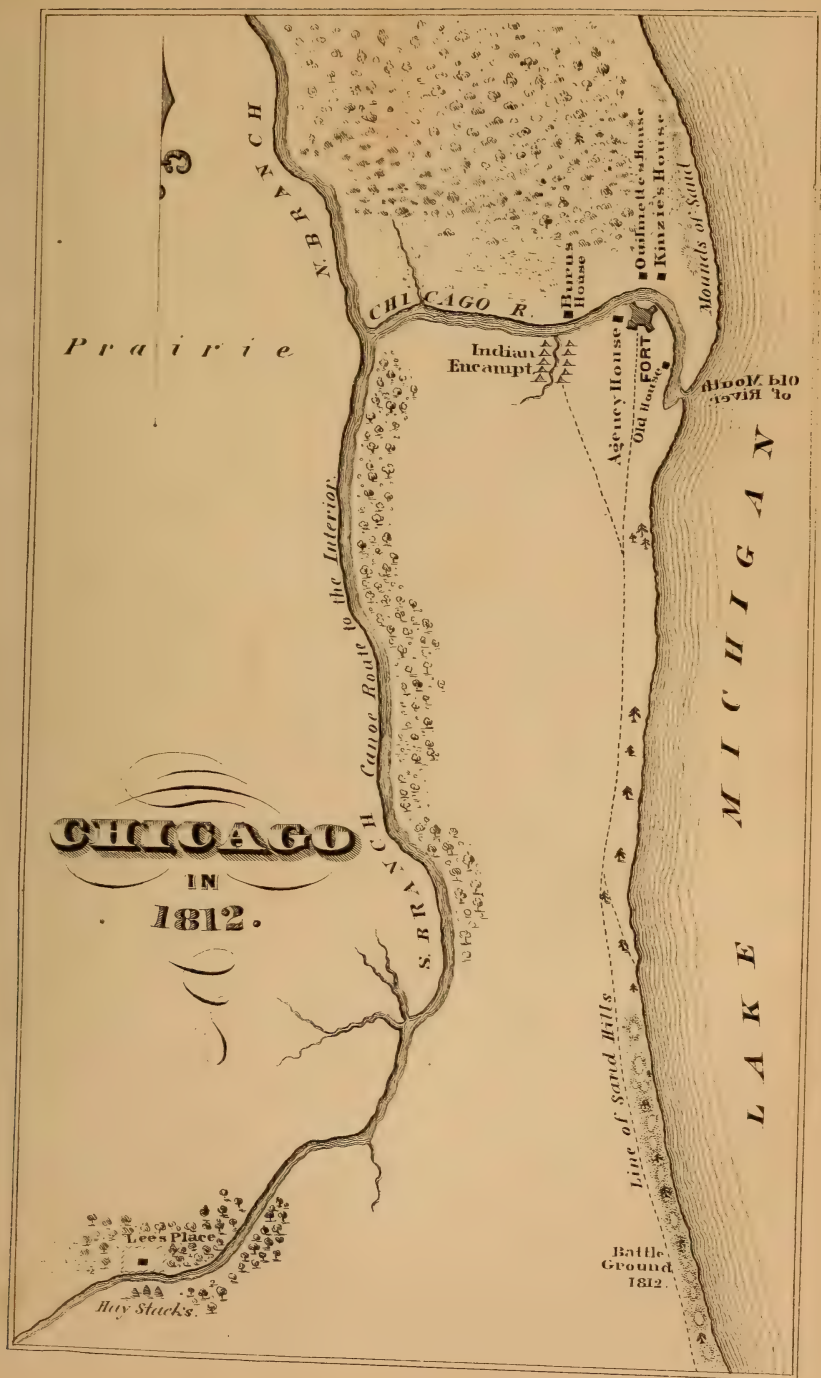 N. BRANCH
CHICAGO R.
Prairie
Burns
House
Ouilmette's House
Kinzie's House
Mounds of Sand
Indian
Encampt
Agency House
FORT
Old House
Old Mouth
of River.
Canoe Route to the Interior.
S. BRANCH
LAKE MICHIGAN
CHICAGO
IN
1812.
Line of Sand Hills
Lee's Place
Hay Stacks.
Battle
Ground
1812.